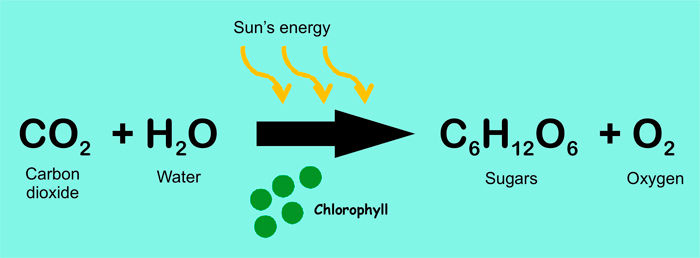 Sun's energy
CO₂ + H₂O C₆H₁₂O₆ + O₂
Carbon dioxide
Water
Sugars
Oxygen
Chlorophyll